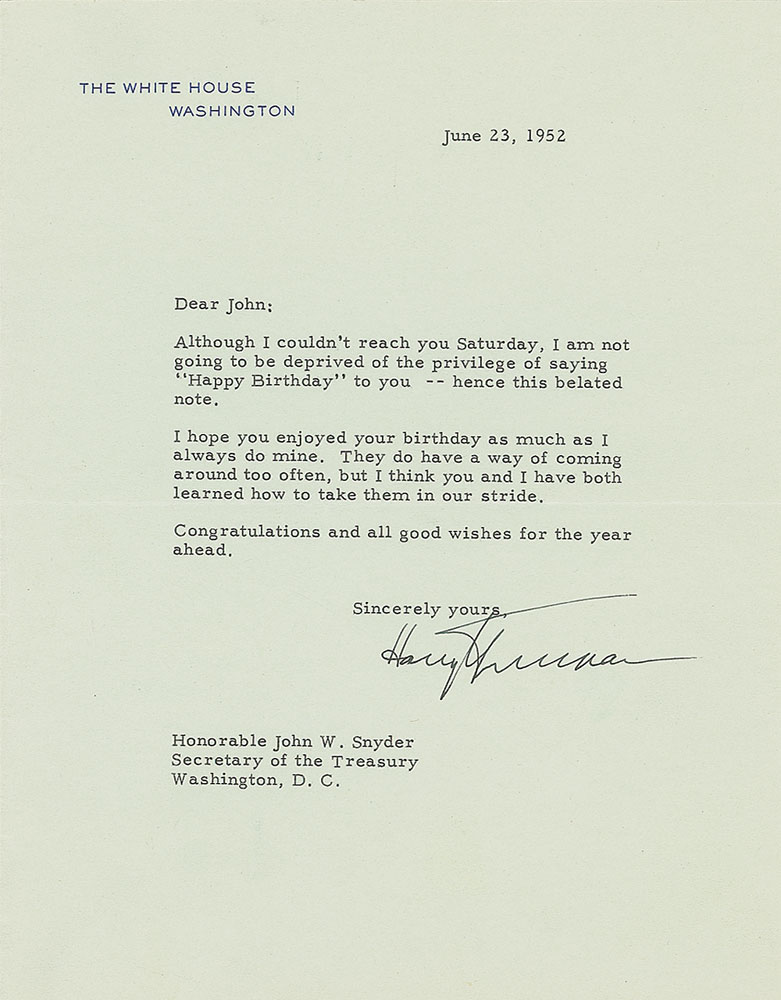 THE WHITE HOUSE
WASHINGTON
June 23, 1952
Dear John:
Although I couldn't reach you Saturday, I am not
going to be deprived of the privilege of saying
"Happy Birthday" to you -- hence this belated
note.
I hope you enjoyed your birthday as much as I
always do mine. They do have a way of coming
around too often, but I think you and I have both
learned how to take them in our stride.
Congratulations and all good wishes for the year
ahead.
Sincerely yours,
Harry Truman
Honorable John W. Snyder
Secretary of the Treasury
Washington, D. C.